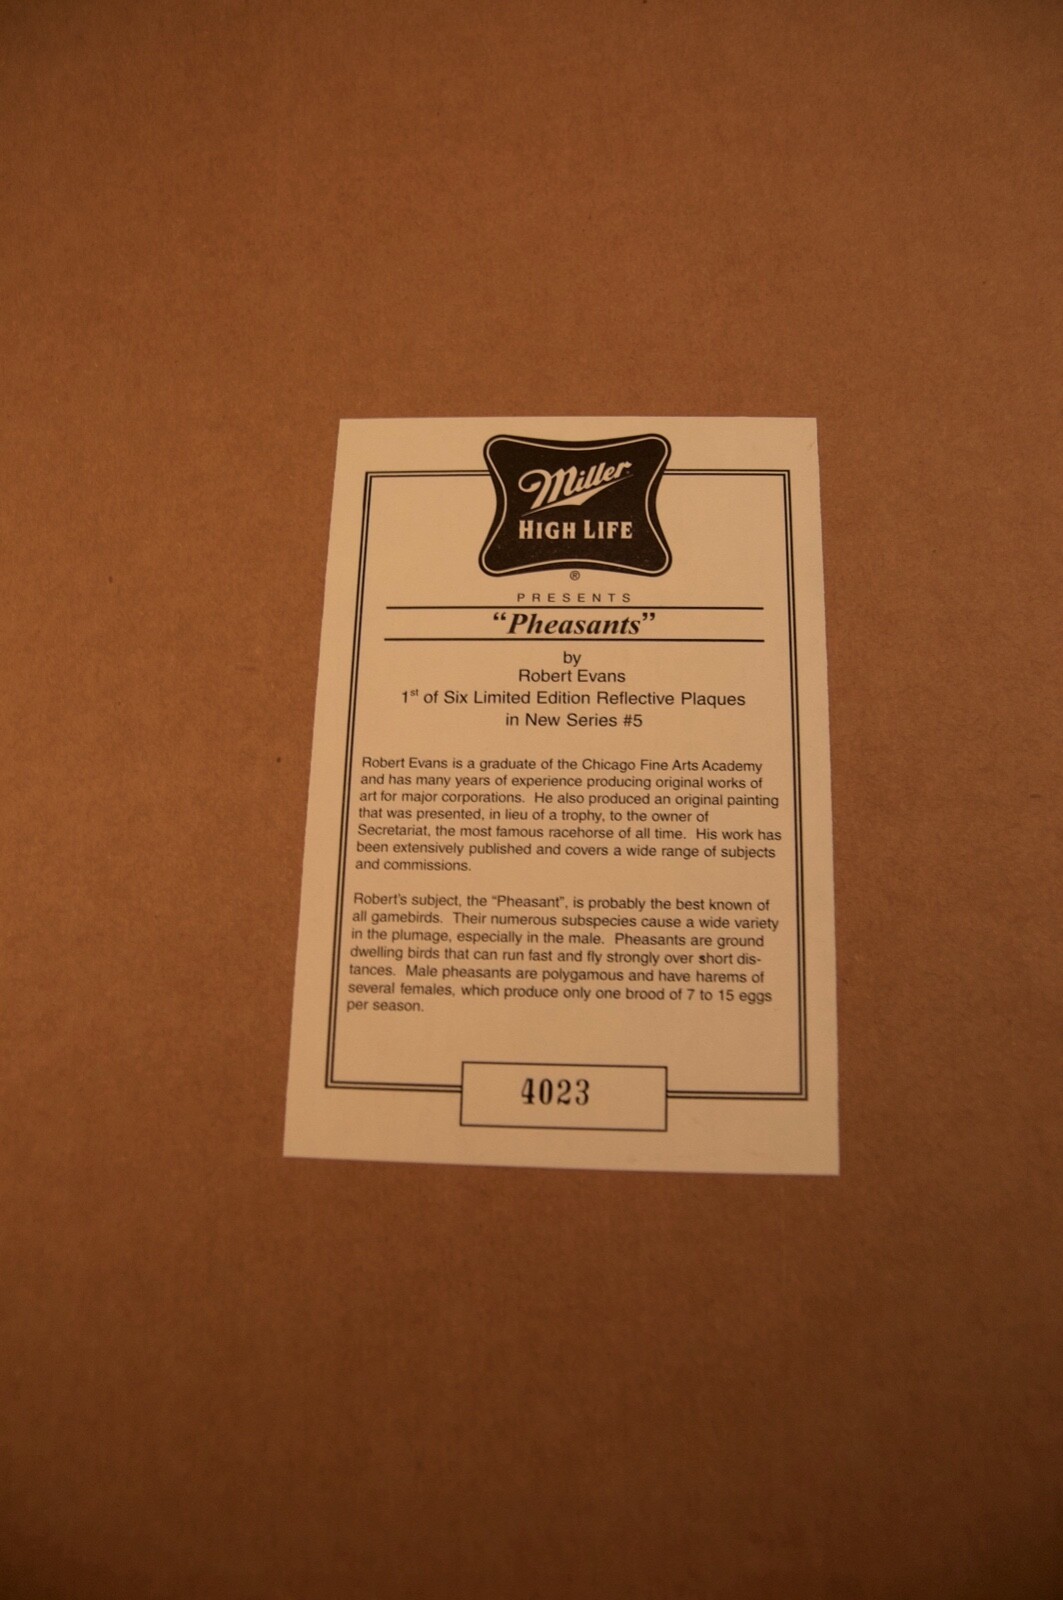 Miller
HIGH LIFE
®
PRESENTS
“Pheasants”
by
Robert Evans
1st of Six Limited Edition Reflective Plaques
in New Series #5
Robert Evans is a graduate of the Chicago Fine Arts Academy
and has many years of experience producing original works of
art for major corporations. He also produced an original painting
that was presented, in lieu of a trophy, to the owner of
Secretariat, the most famous racehorse of all time. His work has
been extensively published and covers a wide range of subjects
and commissions.
Robert's subject, the "Pheasant", is probably the best known of
all gamebirds. Their numerous subspecies cause a wide variety
in the plumage, especially in the male. Pheasants are ground
dwelling birds that can run fast and fly strongly over short dis-
tances. Male pheasants are polygamous and have harems of
several females, which produce only one brood of 7 to 15 eggs
per season.
4023